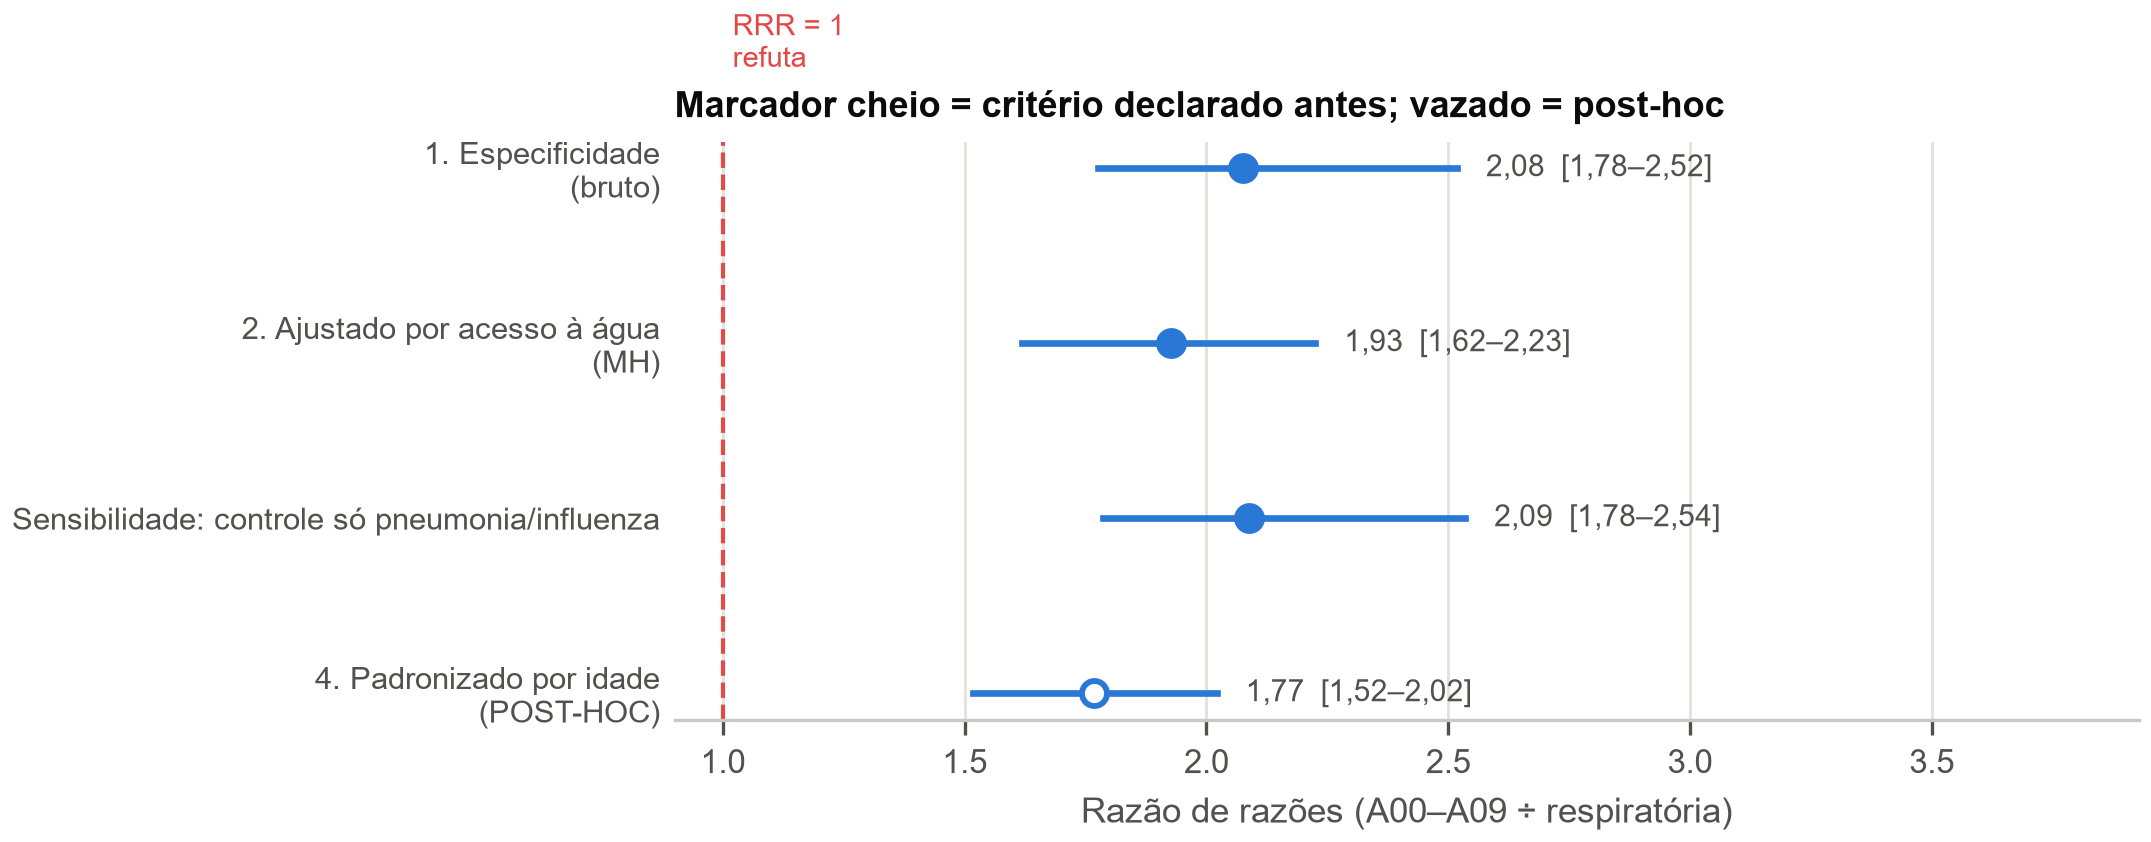 RRR = 1
refuta
Marcador cheio = critério declarado antes; vazado = post-hoc
1. Especificidade
(bruto)
2,08 [1,78–2,52]
2. Ajustado por acesso à água
(MH)
1,93 [1,62–2,23]
Sensibilidade: controle só pneumonia/influenza
2,09 [1,78–2,54]
4. Padronizado por idade
(POST-HOC)
1,77 [1,52–2,02]
1.0 1.5 2.0 2.5 3.0 3.5
Razão de razões (A00–A09 ÷ respiratória)